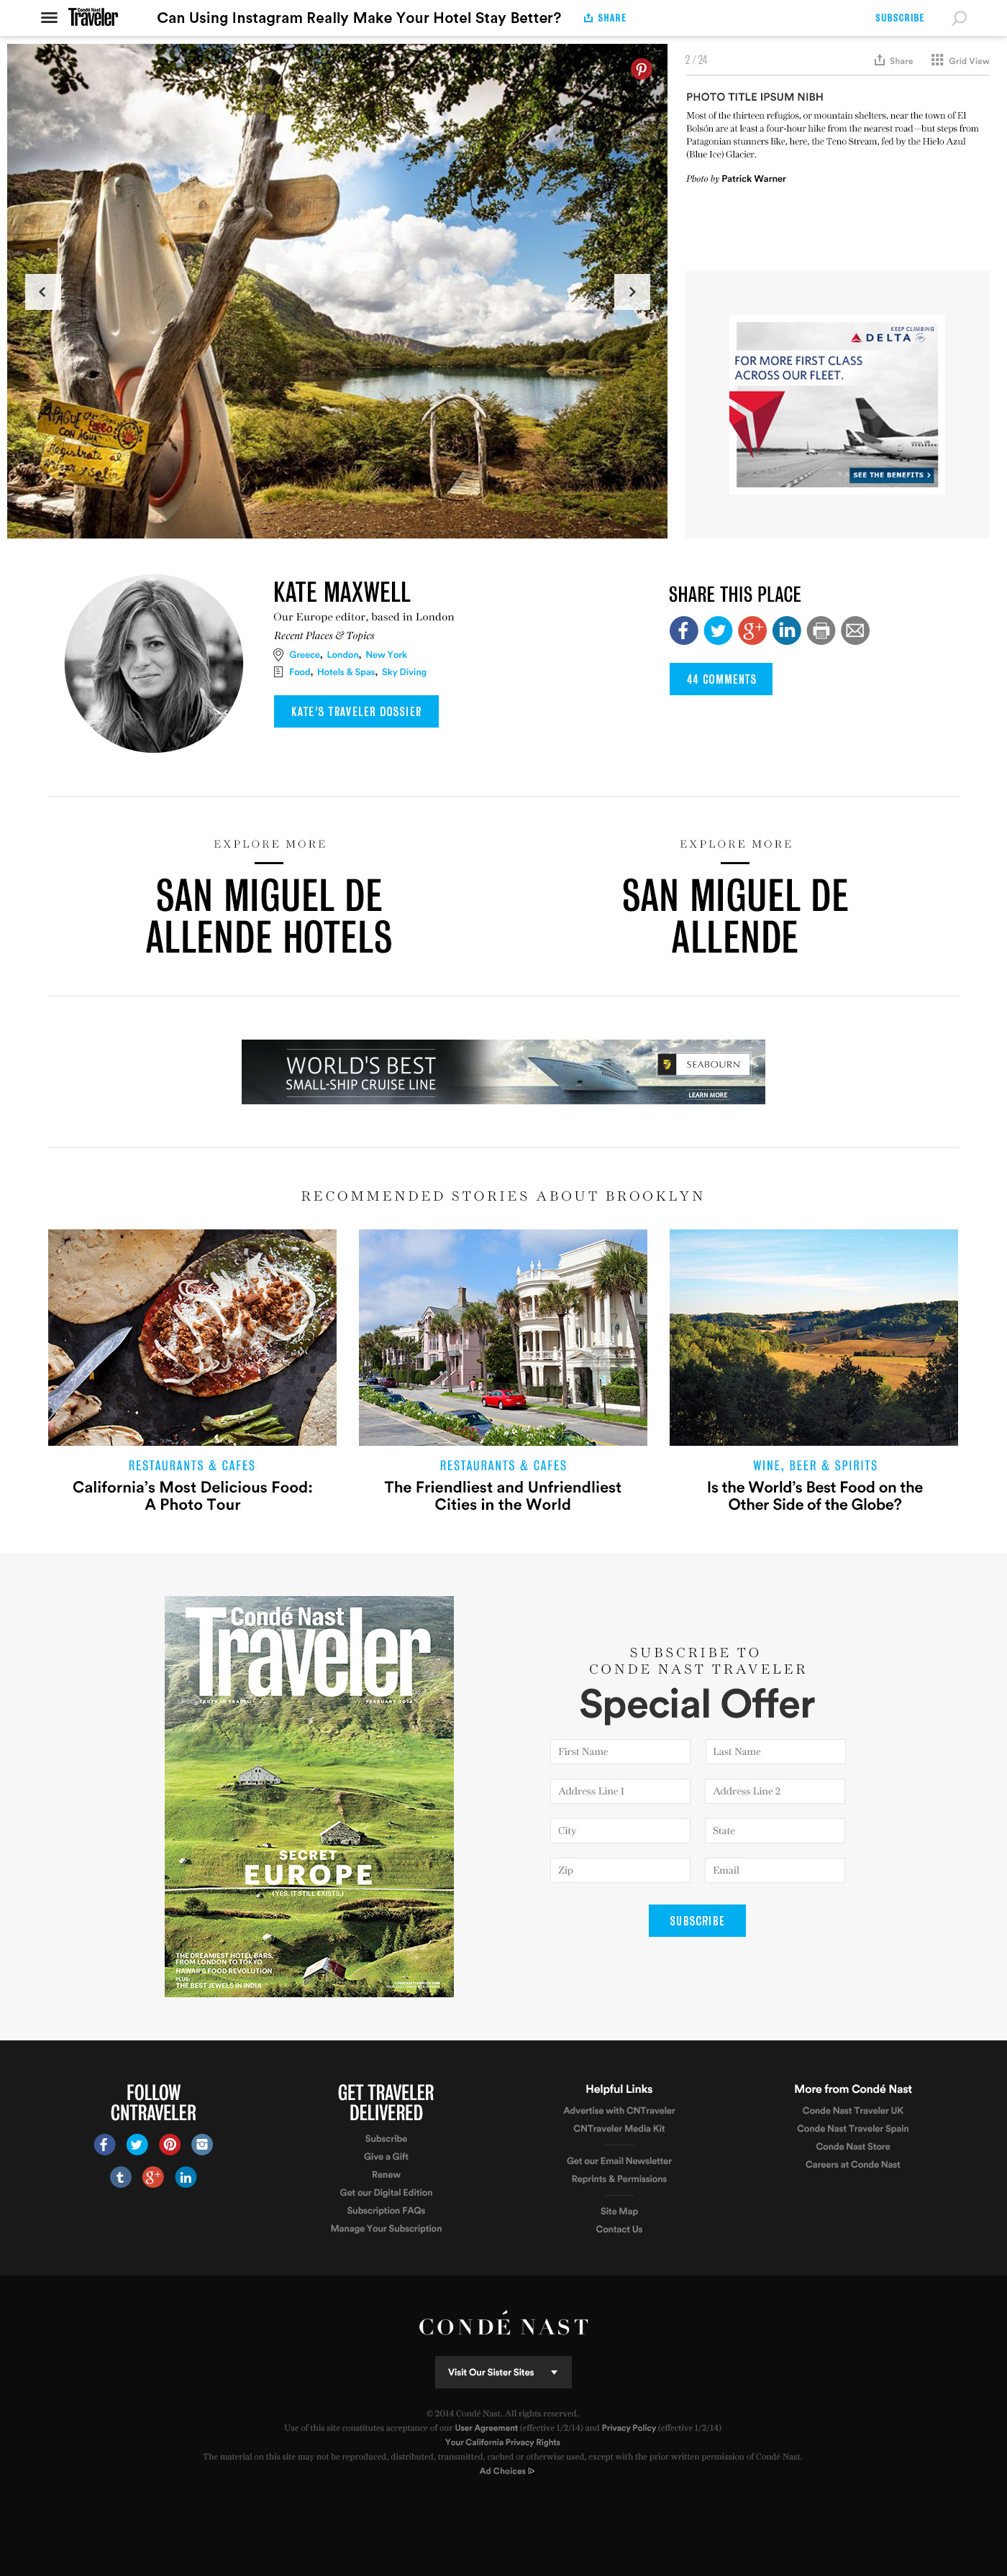 Condé Nast
Traveler
Can Using Instagram Really Make Your Hotel Stay Better?
SHARE
SUBSCRIBE
2 / 24
Share
Grid View
PHOTO TITLE IPSUM NIBH
Most of the thirteen refugios, or mountain shelters, near the town of El
Bolsón are at least a four-hour hike from the nearest road—but steps from
Patagonian stunners like, here, the Teno Stream, fed by the Hielo Azul
(Blue Ice) Glacier.
Photo by Patrick Warner
APAGUE
FUEGO
CON AGUA
Registrate al
KEEP CLIMBING
DELTA
FOR MORE FIRST CLASS
ACROSS OUR FLEET.
SEE THE BENEFITS
KATE MAXWELL
Our Europe editor, based in London
Recent Places & Topics
Greece, London, New York
Food, Hotels & Spas, Sky Diving
KATE'S TRAVELER DOSSIER
SHARE THIS PLACE
44 COMMENTS
EXPLORE MORE
SAN MIGUEL DE
ALLENDE HOTELS
EXPLORE MORE
SAN MIGUEL DE
ALLENDE
WORLD'S BEST
SMALL-SHIP CRUISE LINE
SEABOURN
LEARN MORE
RECOMMENDED STORIES ABOUT BROOKLYN
RESTAURANTS & CAFES
California's Most Delicious Food:
A Photo Tour
RESTAURANTS & CAFES
The Friendliest and Unfriendliest
Cities in the World
WINE, BEER & SPIRITS
Is the World's Best Food on the
Other Side of the Globe?
Condé Nast
Traveler
TRUTH IN TRAVEL
FEBRUARY 2014
SECRET
EUROPE
(YES, IT STILL EXISTS.)
THE DREAMIEST HOTEL BARS,
FROM LONDON TO TOKYO
HAWAII'S FOOD REVOLUTION
PLUS:
THE BEST JEWELS IN INDIA
SUBSCRIBE TO
CONDE NAST TRAVELER
Special Offer
First Name
Last Name
Address Line 1
Address Line 2
City
State
Zip
Email
SUBSCRIBE
FOLLOW
CNTRAVELER
GET TRAVELER
DELIVERED
Subscribe
Give a Gift
Renew
Get our Digital Edition
Subscription FAQs
Manage Your Subscription
Helpful Links
Advertise with CNTraveler
CNTraveler Media Kit
Get our Email Newsletter
Reprints & Permissions
Site Map
Contact Us
More from Condé Nast
Conde Nast Traveler UK
Conde Nast Traveler Spain
Conde Nast Store
Careers at Conde Nast
CONDÉ NAST
Visit Our Sister Sites
© 2014 Condé Nast. All rights reserved.
Use of this site constitutes acceptance of our User Agreement (effective 1/2/14) and Privacy Policy (effective 1/2/14)
Your California Privacy Rights
The material on this site may not be reproduced, distributed, transmitted, cached or otherwise used, except with the prior written permission of Condé Nast.
Ad Choices